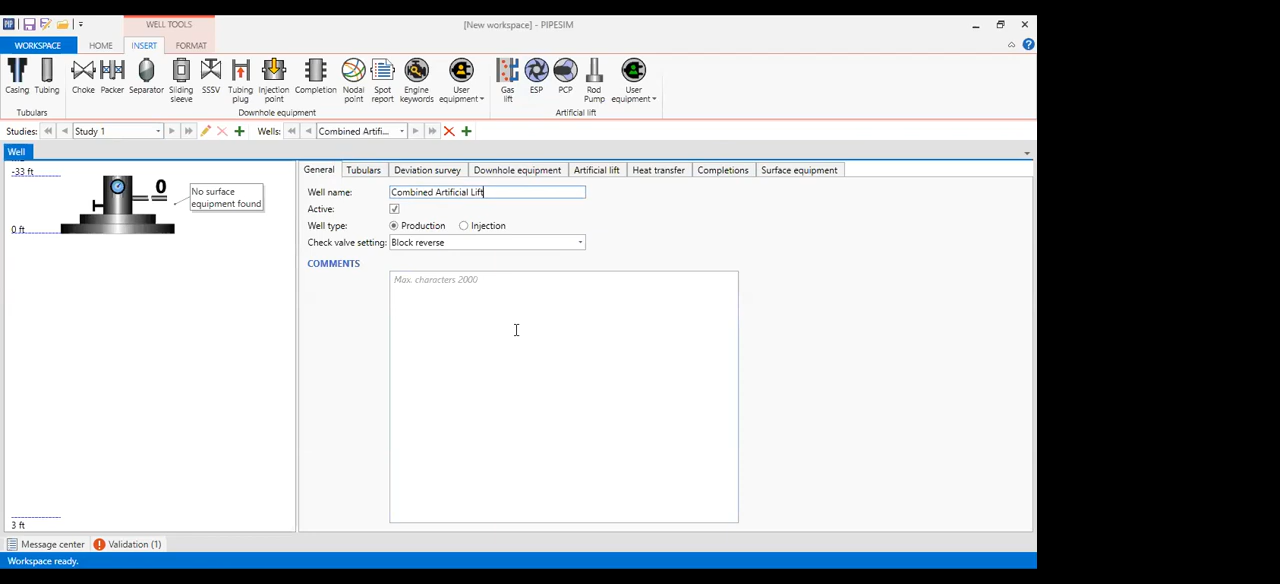 PIP
WELL TOOLS
[New workspace] - PIPESIM
WORKSPACE HOME INSERT FORMAT
Casing Tubing Choke Packer Separator Sliding sleeve SSSV Tubing plug Injection point Completion Nodal point Spot report Engine keywords User equipment Gas lift ESP PCP Rod Pump User equipment
Tubulars Downhole equipment Artificial lift
Studies: Study 1 Wells: Combined Artifi...
Well
General Tubulars Deviation survey Downhole equipment Artificial lift Heat transfer Completions Surface equipment
-33 ft
0
No surface
equipment found
0 ft
3 ft
Well name: Combined Artificial Lift
Active:
Well type: Production Injection
Check valve setting: Block reverse
COMMENTS
Max. characters 2000
Message center Validation (1)
Workspace ready.